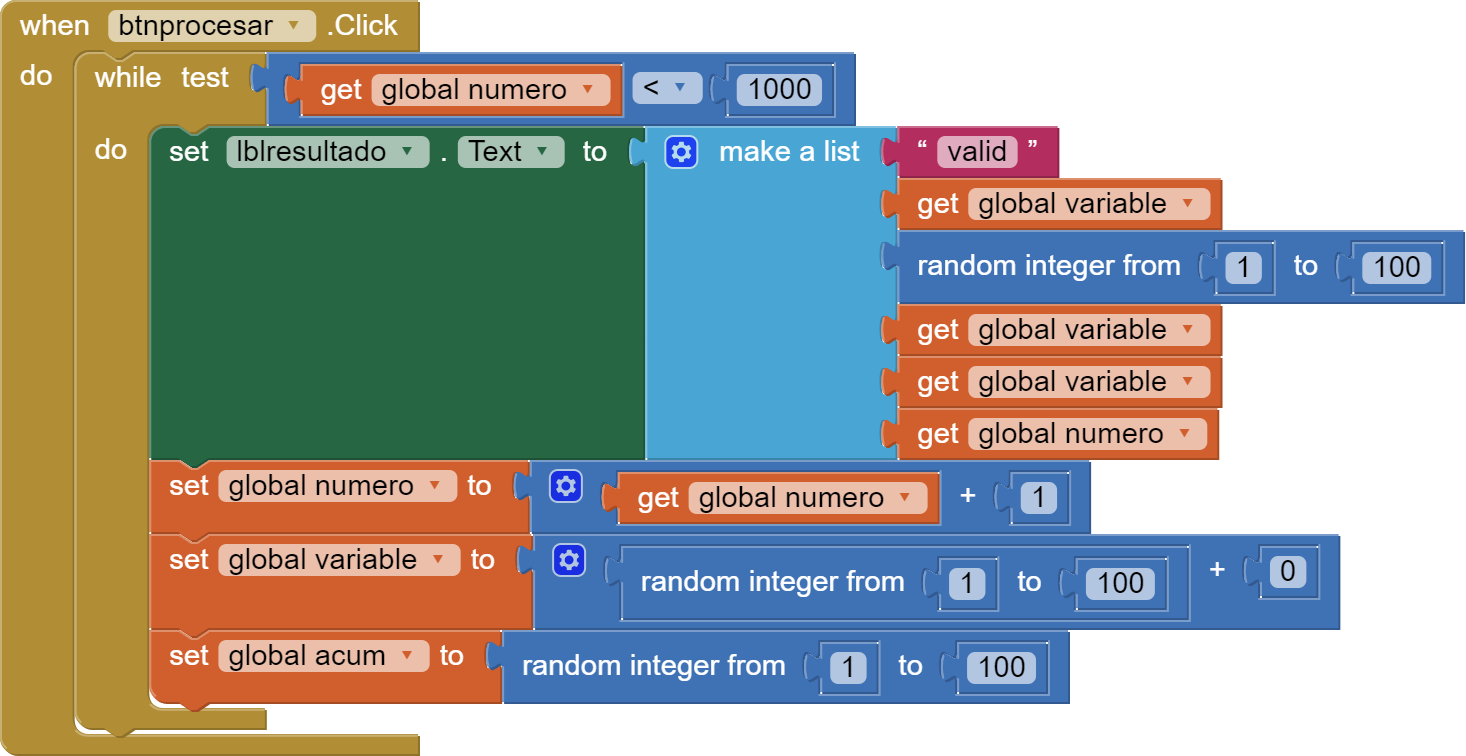 when btnprocesar .Click
do while test get global numero < 1000
do set lblresultado . Text to make a list “ valid ”
get global variable
random integer from 1 to 100
get global variable
get global variable
get global numero
set global numero to get global numero + 1
set global variable to random integer from 1 to 100 + 0
set global acum to random integer from 1 to 100